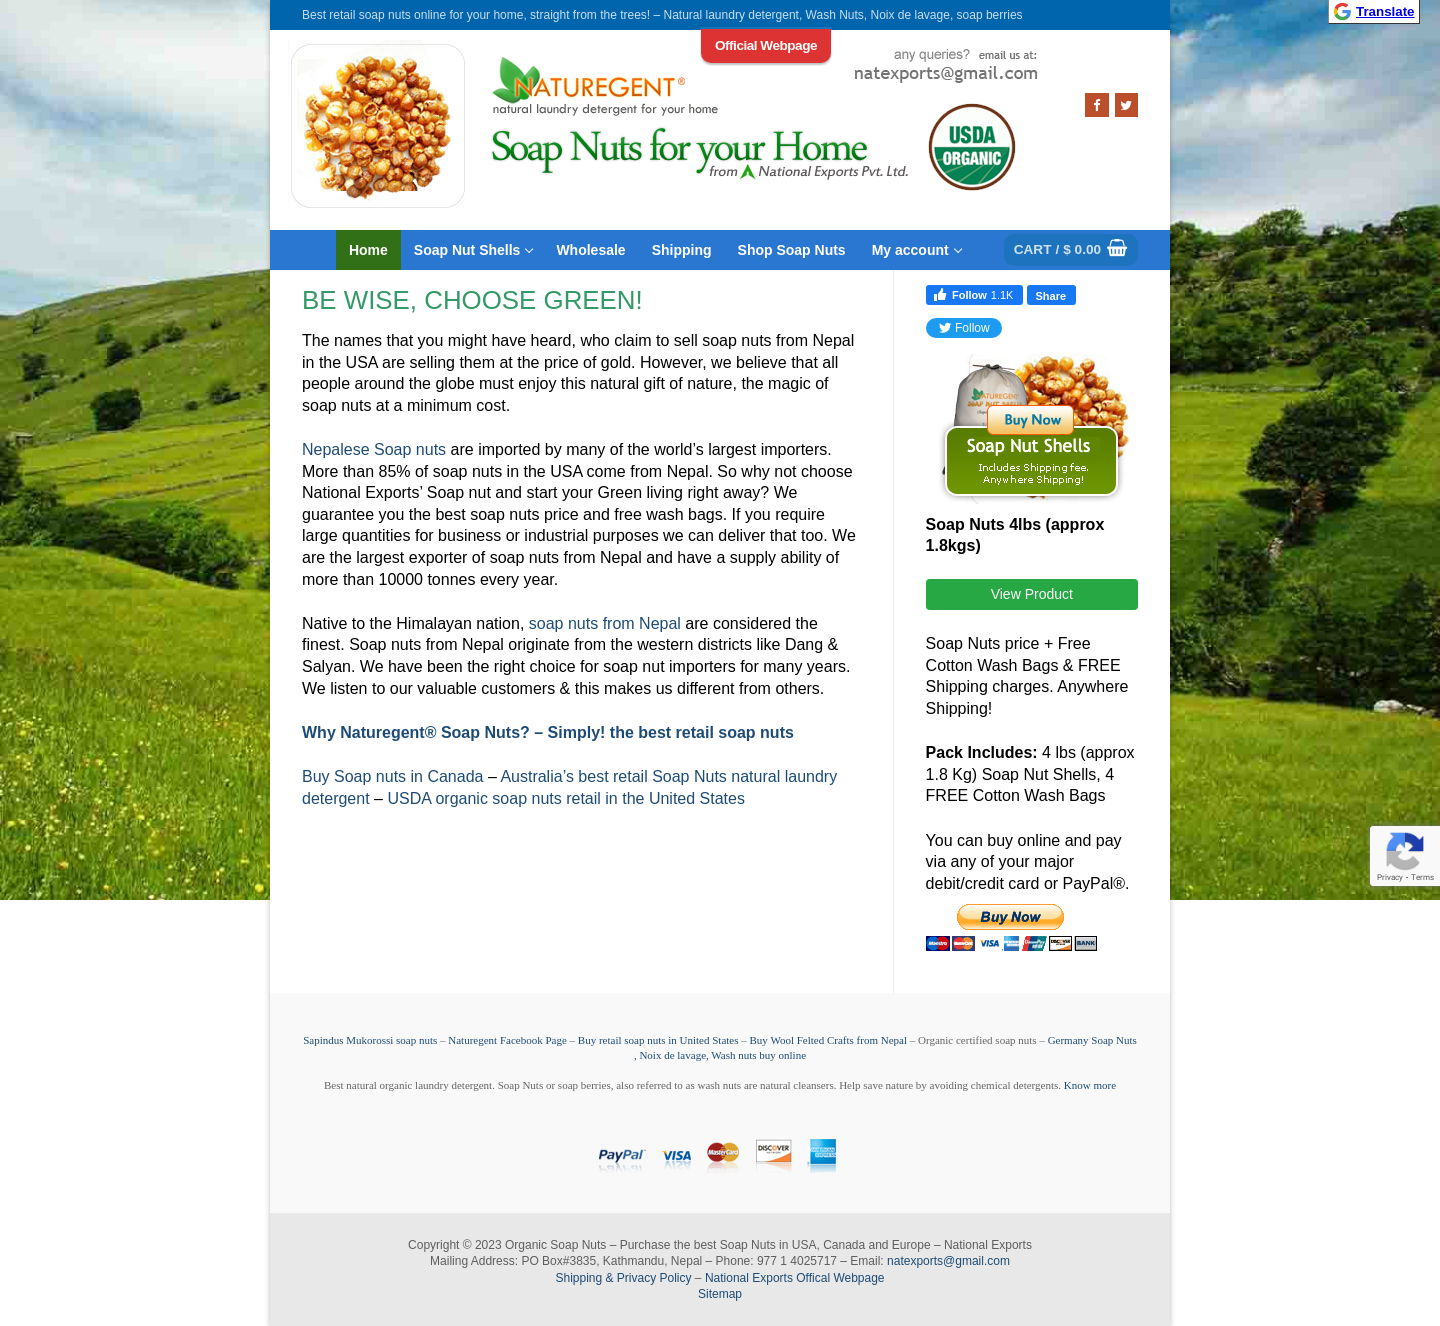 Best retail soap nuts online for your home, straight from the trees! – Natural laundry detergent, Wash Nuts, Noix de lavage, soap berries
Translate
Official Webpage
any queries? email us at:
natexports@gmail.com
NATUREGENT®
natural laundry detergent for your home
Soap Nuts for your Home
from National Exports Pvt. Ltd.
USDA
ORGANIC
Home
Soap Nut Shells
Wholesale
Shipping
Shop Soap Nuts
My account
CART / $ 0.00
BE WISE, CHOOSE GREEN!
The names that you might have heard, who claim to sell soap nuts from Nepal
in the USA are selling them at the price of gold. However, we believe that all
people around the globe must enjoy this natural gift of nature, the magic of
soap nuts at a minimum cost.
Nepalese Soap nuts are imported by many of the world’s largest importers.
More than 85% of soap nuts in the USA come from Nepal. So why not choose
National Exports’ Soap nut and start your Green living right away? We
guarantee you the best soap nuts price and free wash bags. If you require
large quantities for business or industrial purposes we can deliver that too. We
are the largest exporter of soap nuts from Nepal and have a supply ability of
more than 10000 tonnes every year.
Native to the Himalayan nation, soap nuts from Nepal are considered the
finest. Soap nuts from Nepal originate from the western districts like Dang &
Salyan. We have been the right choice for soap nut importers for many years.
We listen to our valuable customers & this makes us different from others.
Why Naturegent® Soap Nuts? – Simply! the best retail soap nuts
Buy Soap nuts in Canada – Australia’s best retail Soap Nuts natural laundry
detergent – USDA organic soap nuts retail in the United States
Follow 1.1K
Share
Follow
NATUREGENT
SOAP NUT SHELLS
Buy Now
Soap Nut Shells
Includes Shipping fee.
Anywhere Shipping!
Soap Nuts 4lbs (approx
1.8kgs)
View Product
Soap Nuts price + Free
Cotton Wash Bags & FREE
Shipping charges. Anywhere
Shipping!
Pack Includes: 4 lbs (approx
1.8 Kg) Soap Nut Shells, 4
FREE Cotton Wash Bags
You can buy online and pay
via any of your major
debit/credit card or PayPal®.
Buy Now
Maestro
MasterCard
VISA
DISCOVER
BANK
Privacy - Terms
Sapindus Mukorossi soap nuts – Naturegent Facebook Page – Buy retail soap nuts in United States – Buy Wool Felted Crafts from Nepal – Organic certified soap nuts – Germany Soap Nuts
, Noix de lavage, Wash nuts buy online
Best natural organic laundry detergent. Soap Nuts or soap berries, also referred to as wash nuts are natural cleansers. Help save nature by avoiding chemical detergents. Know more
PayPal
VISA
MasterCard
DISCOVER
AMERICAN EXPRESS
Copyright © 2023 Organic Soap Nuts – Purchase the best Soap Nuts in USA, Canada and Europe – National Exports
Mailing Address: PO Box#3835, Kathmandu, Nepal – Phone: 977 1 4025717 – Email: natexports@gmail.com
Shipping & Privacy Policy – National Exports Offical Webpage
Sitemap